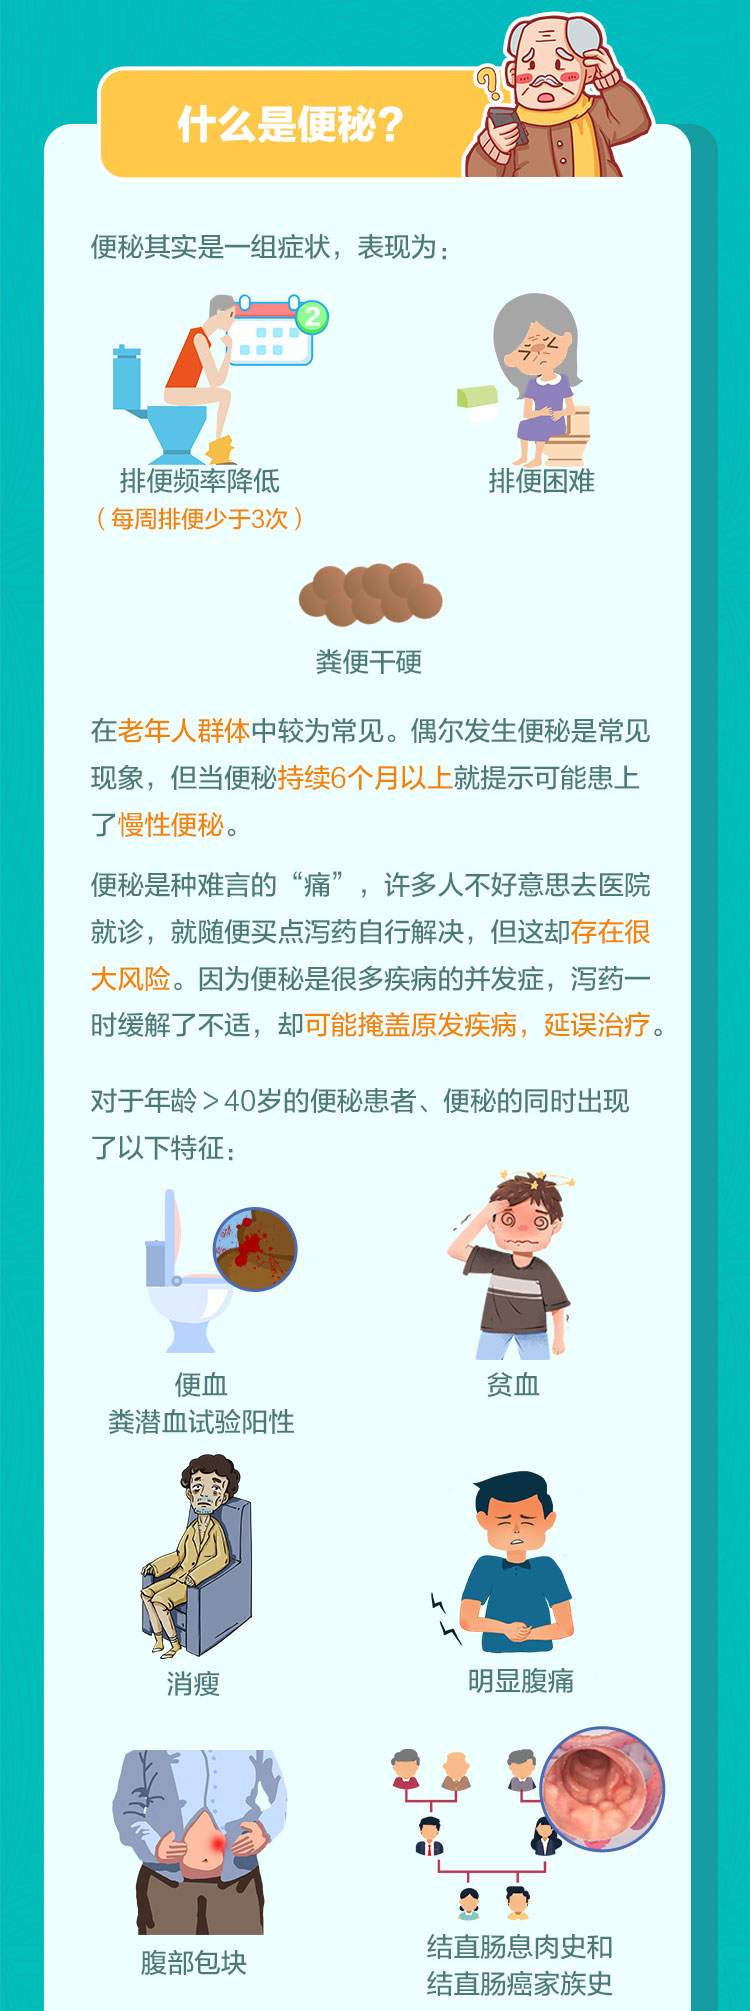 什么是便秘?
便秘其实是一组症状，表现为：
2
排便频率降低
（每周排便少于3次）
排便困难
粪便干硬
在老年人群体中较为常见。偶尔发生便秘是常见
现象，但当便秘持续6个月以上就提示可能患上
了慢性便秘。
便秘是种难言的“痛”，许多人不好意思去医院
就诊，就随便买点泻药自行解决，但这却存在很
大风险。因为便秘是很多疾病的并发症，泻药一
时缓解了不适，却可能掩盖原发疾病，延误治疗。
对于年龄＞40岁的便秘患者、便秘的同时出现
了以下特征：
便血
粪潜血试验阳性
贫血
消瘦
明显腹痛
腹部包块
结直肠息肉史和
结直肠癌家族史